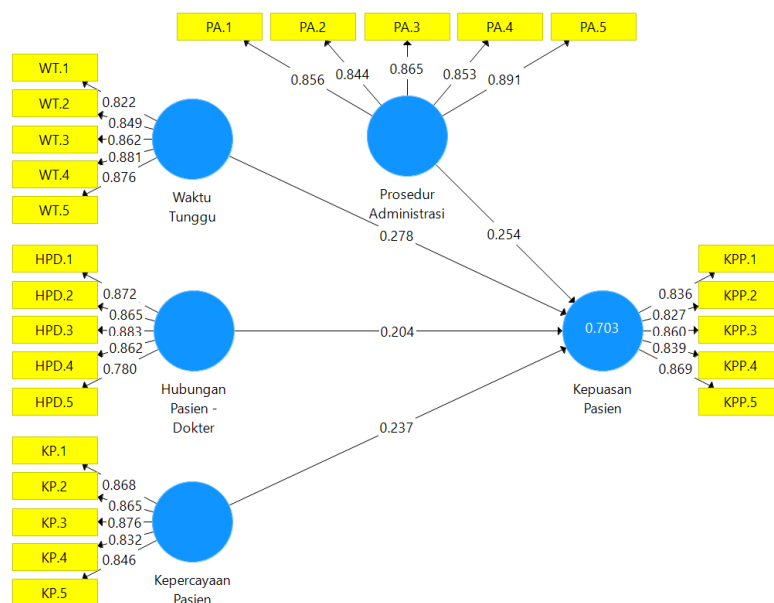 PA.1 PA.2 PA.3 PA.4 PA.5
0.856 0.844 0.865 0.853 0.891
Prosedur
Administrasi
WT.1
WT.2
WT.3
WT.4
WT.5
0.822
0.849
0.862
0.881
0.876
Waktu
Tunggu
0.278
0.254
HPD.1
HPD.2
HPD.3
HPD.4
HPD.5
0.872
0.865
0.883
0.862
0.780
Hubungan
Pasien -
Dokter
0.204
KP.1
KP.2
KP.3
KP.4
KP.5
0.868
0.865
0.876
0.832
0.846
Kepercayaan
Pasien
0.237
0.703
Kepuasan
Pasien
0.836
0.827
0.860
0.839
0.869
KPP.1
KPP.2
KPP.3
KPP.4
KPP.5